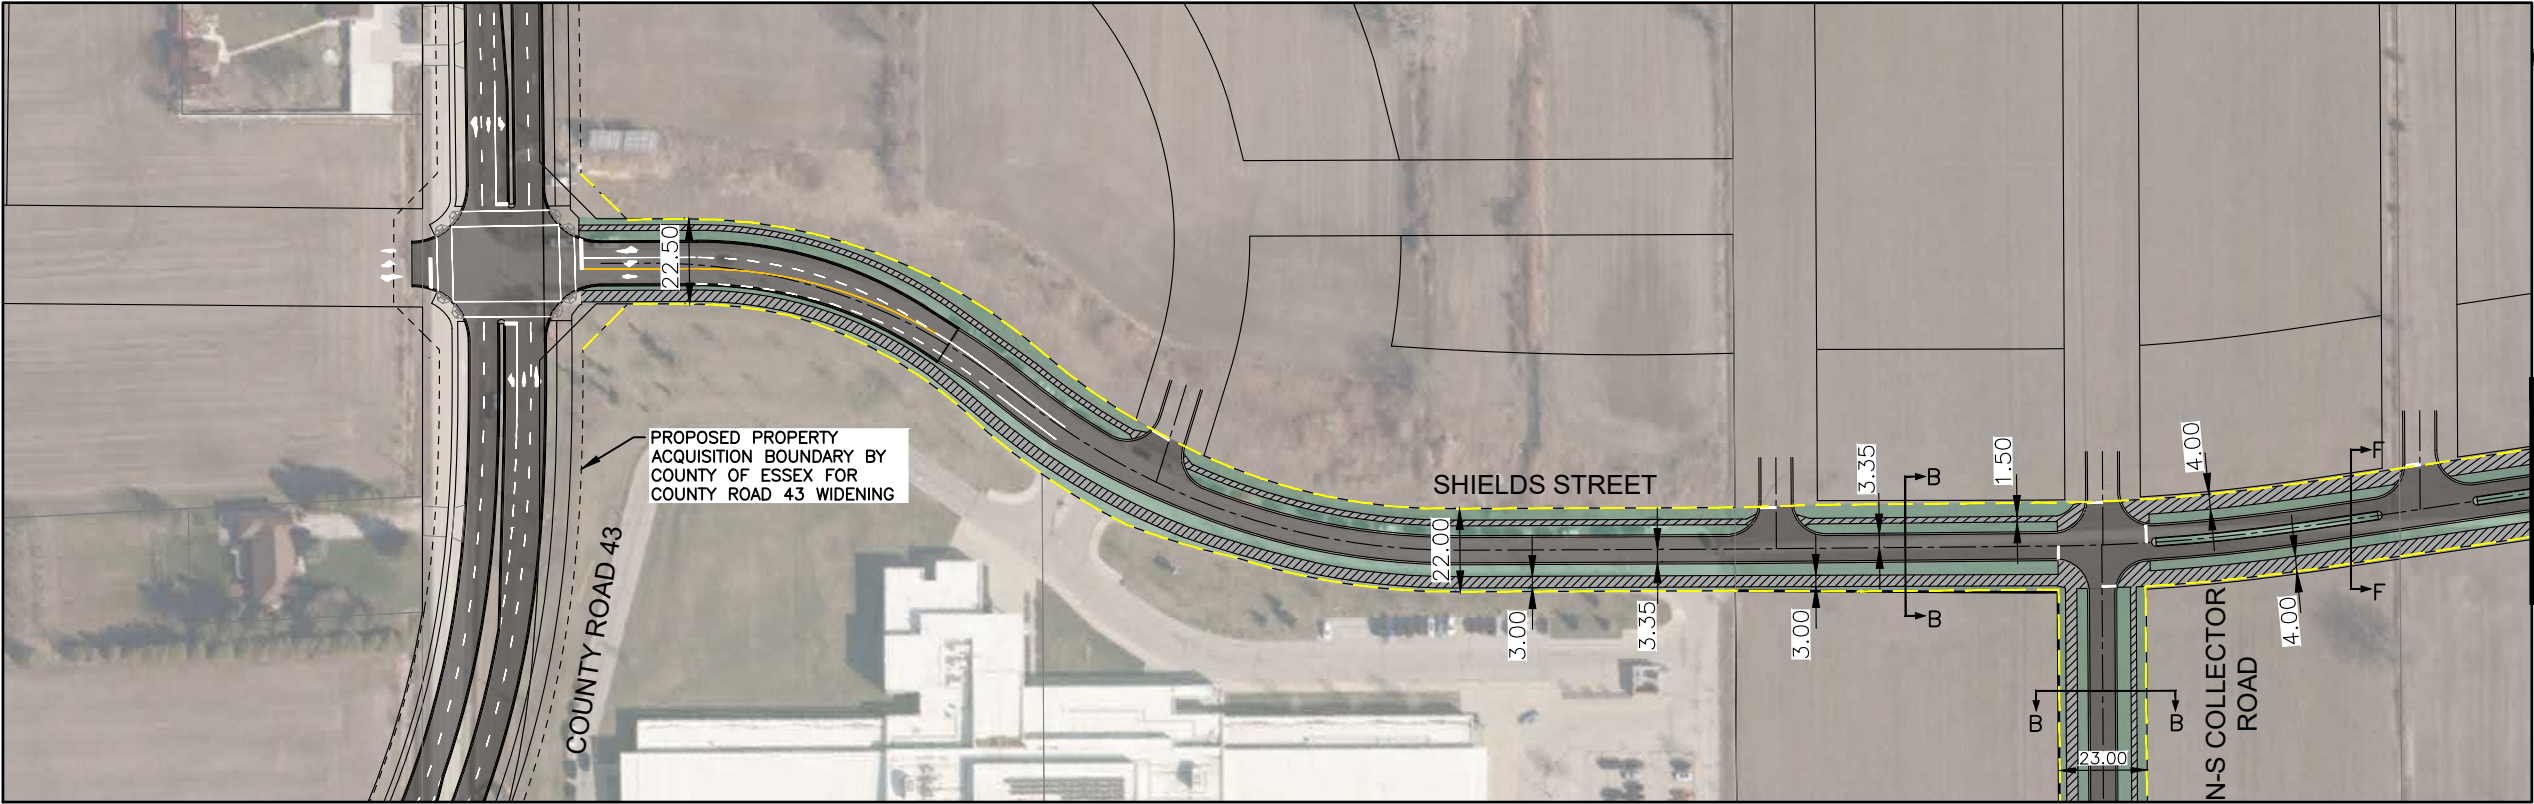 22.50
PROPOSED PROPERTY
ACQUISITION BOUNDARY BY
COUNTY OF ESSEX FOR
COUNTY ROAD 43 WIDENING
COUNTY ROAD 43
SHIELDS STREET
22.00
3.00
3.35
3.00
3.35
B
B
1.50
4.00
F
F
4.00
B
B
23.00
N-S COLLECTOR
ROAD